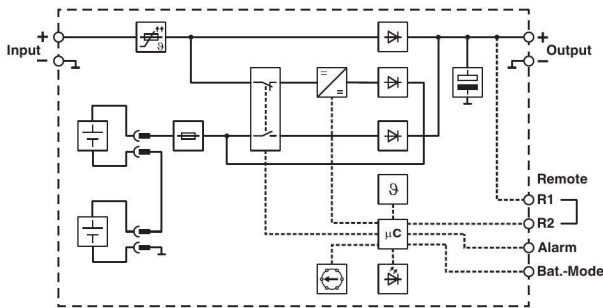 + +
Input Output
− −
ϑ
=
=
ϑ
Remote
R1
μC R2
Alarm
Bat.-Mode